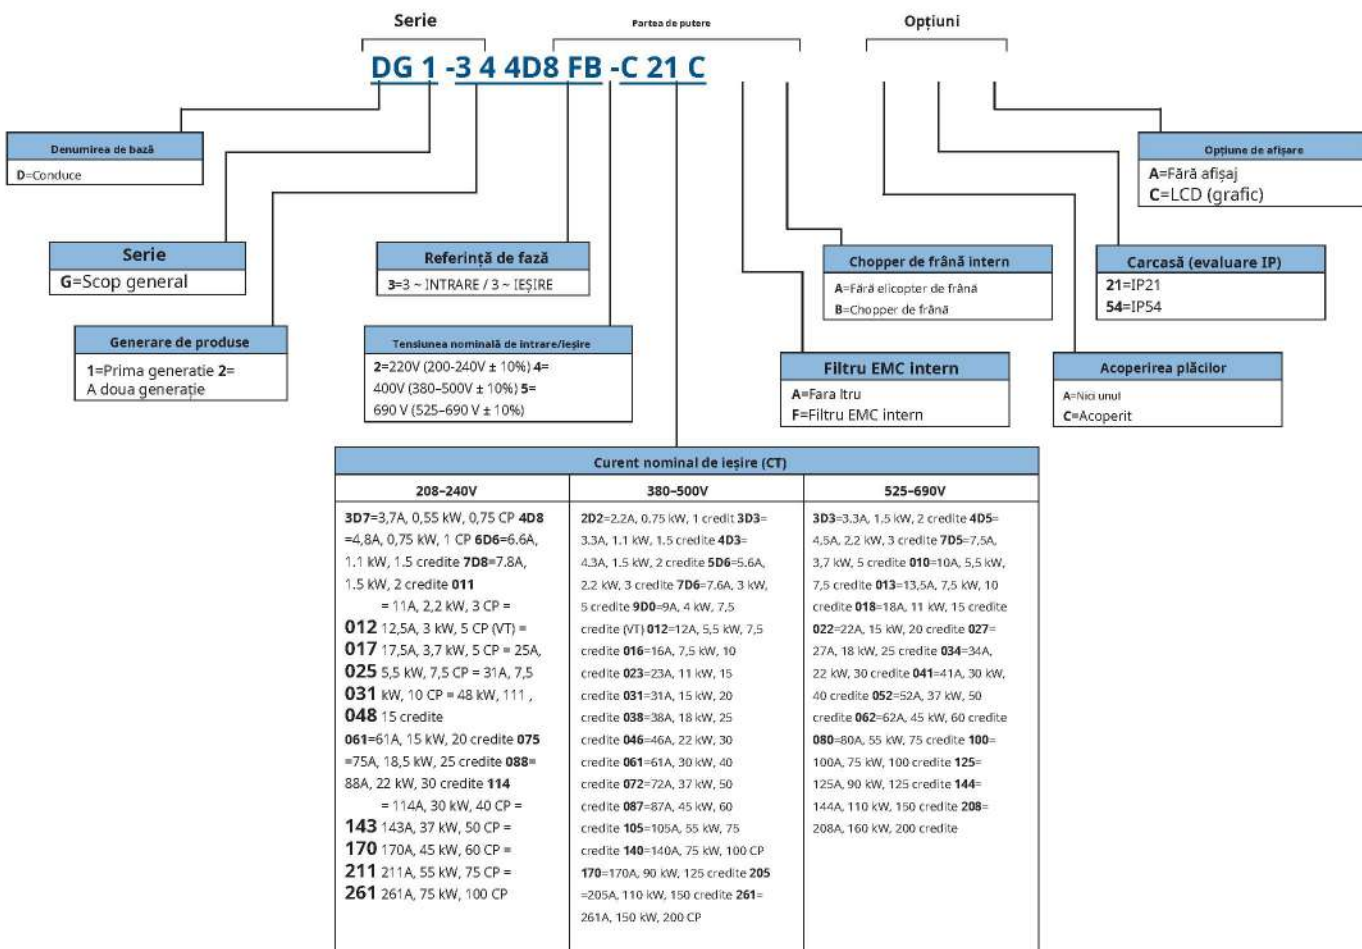 Serie
Partea de putere
Opțiuni
DG 1 -3 4 4D8 FB -C 21 C
Denumirea de bază
D=Conduce
Opțiune de afișare
A=Fără afișaj
C=LCD (grafic)
Serie
G=Scop general
Referință de fază
3=3 ~ INTRARE / 3 ~ IEȘIRE
Chopper de frână intern
A=Fără elicopter de frână
B=Chopper de frână
Carcasă (evaluare IP)
21=IP21
54=IP54
Generare de produse
1=Prima generatie 2=
A doua generație
Tensiunea nominală de intrare/ieșire
2=220V (200-240V ± 10%) 4=
400V (380–500V ± 10%) 5=
690 V (525–690 V ± 10%)
Filtru EMC intern
A=Fara ltru
F=Filtru EMC intern
Acoperirea plăcilor
A=Nici unul
C=Acoperit
Curent nominal de ieșire (CT)
208–240V
3D7=3,7A, 0,55 kW, 0,75 CP 4D8
=4,8A, 0,75 kW, 1 CP 6D6=6.6A,
1.1 kW, 1.5 credite 7D8=7.8A,
1.5 kW, 2 credite 011
= 11A, 2,2 kW, 3 CP =
012 12,5A, 3 kW, 5 CP (VT) =
017 17,5A, 3,7 kW, 5 CP = 25A,
025 5,5 kW, 7,5 CP = 31A, 7,5
031 kW, 10 CP = 48 kW, 111 ,
048 15 credite
061=61A, 15 kW, 20 credite 075
=75A, 18,5 kW, 25 credite 088=
88A, 22 kW, 30 credite 114
= 114A, 30 kW, 40 CP =
143 143A, 37 kW, 50 CP =
170 170A, 45 kW, 60 CP =
211 211A, 55 kW, 75 CP =
261 261A, 75 kW, 100 CP
380–500V
2D2=2.2A, 0.75 kW, 1 credit 3D3=
3.3A, 1.1 kW, 1.5 credite 4D3=
4.3A, 1.5 kW, 2 credite 5D6=5.6A,
2.2 kW, 3 credite 7D6=7.6A, 3 kW,
5 credite 9D0=9A, 4 kW, 7,5
credite (VT) 012=12A, 5,5 kW, 7,5
credite 016=16A, 7,5 kW, 10
credite 023=23A, 11 kW, 15
credite 031=31A, 15 kW, 20
credite 038=38A, 18 kW, 25
credite 046=46A, 22 kW, 30
credite 061=61A, 30 kW, 40
credite 072=72A, 37 kW, 50
credite 087=87A, 45 kW, 60
credite 105=105A, 55 kW, 75
credite 140=140A, 75 kW, 100 CP
170=170A, 90 kW, 125 credite 205
=205A, 110 kW, 150 credite 261=
261A, 150 kW, 200 CP
525–690V
3D3=3.3A, 1,5 kW, 2 credite 4D5=
4,5A, 2,2 kW, 3 credite 7D5=7,5A,
3,7 kW, 5 credite 010=10A, 5,5 kW,
7,5 credite 013=13,5A, 7,5 kW, 10
credite 018=18A, 11 kW, 15 credite
022=22A, 15 kW, 20 credite 027=
27A, 18 kW, 25 credite 034=34A,
22 kW, 30 credite 041=41A, 30 kW,
40 credite 052=52A, 37 kW, 50
credite 062=62A, 45 kW, 60 credite
080=80A, 55 kW, 75 credite 100=
100A, 75 kW, 100 credite 125=
125A, 90 kW, 125 credite 144=
144A, 110 kW, 150 credite 208=
208A, 160 kW, 200 credite